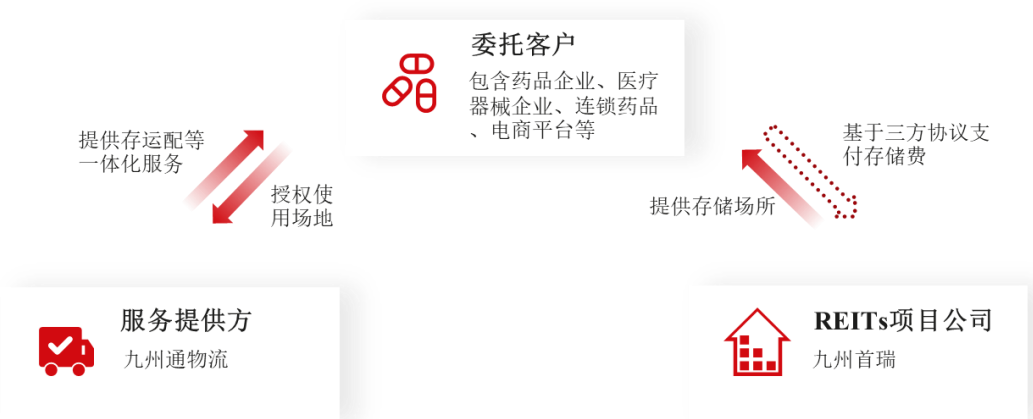 委托客户
包含药品企业、医疗
器械企业、连锁药品
、电商平台等
提供存运配等
一体化服务
授权使
用场地
基于三方协议支
付存储费
提供存储场所
服务提供方
九州通物流
REITs项目公司
九州首瑞